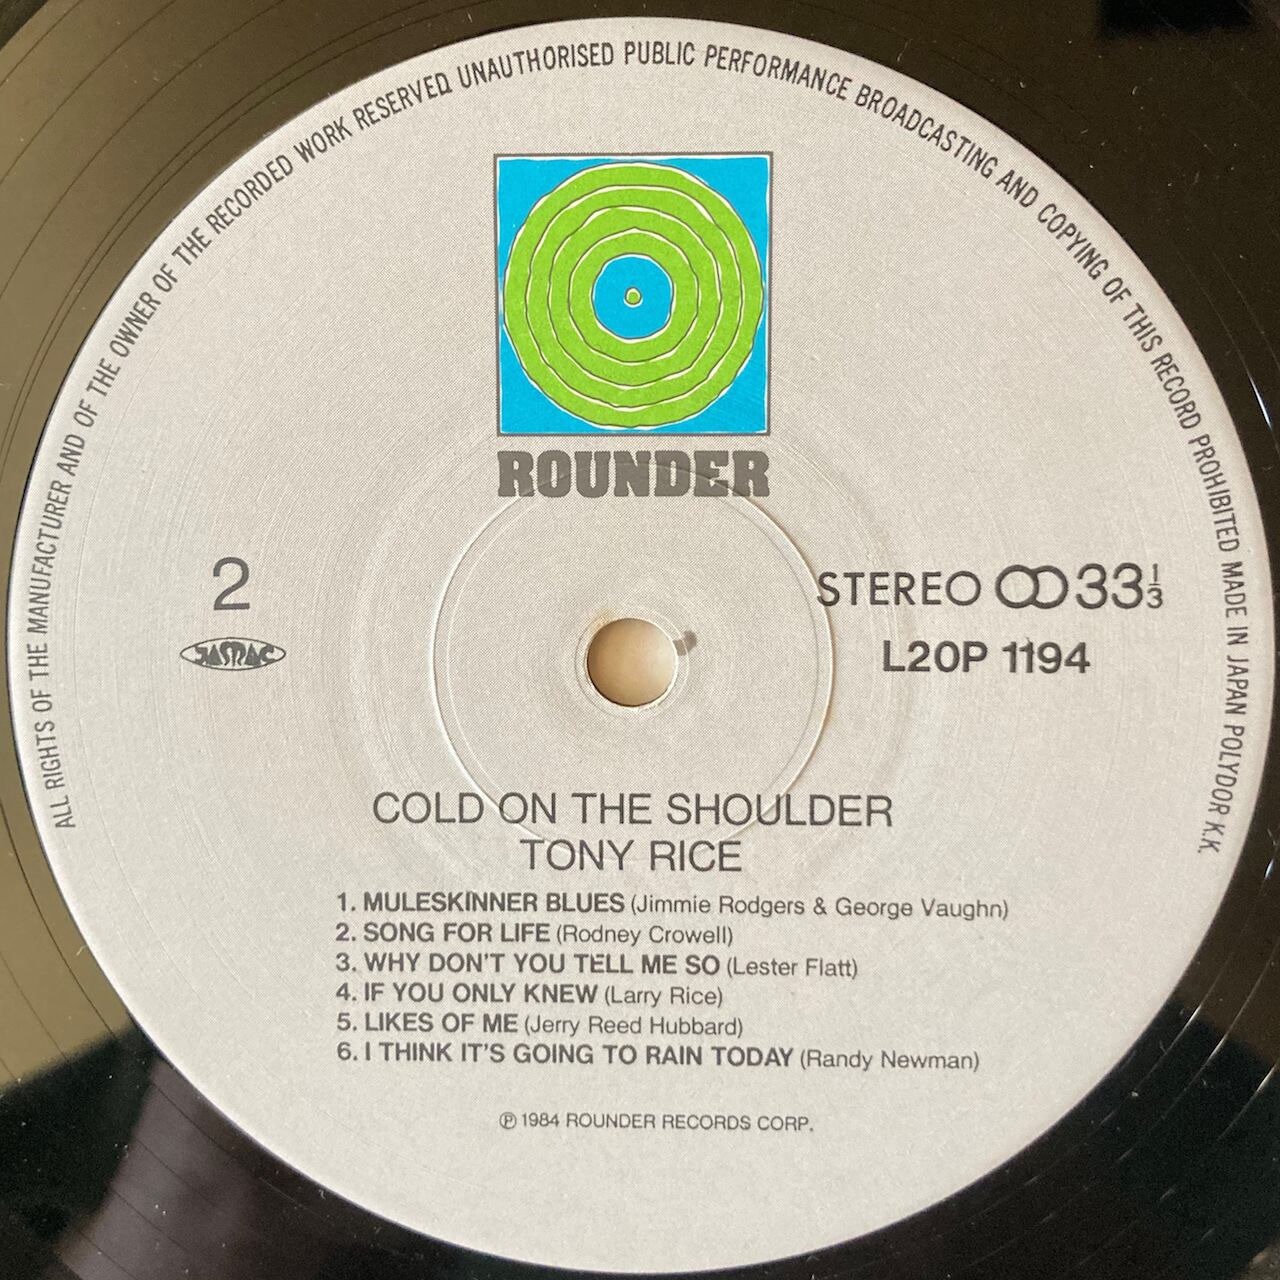 ALL RIGHTS OF THE MANUFACTURER AND OF THE OWNER OF THE RECORDED WORK RESERVED UNAUTHORISED PUBLIC PERFORMANCE BROADCASTING AND COPYING OF THIS RECORD PROHIBITED MADE IN JAPAN POLYDOR K.K.
ROUNDER
2
STEREO 33 1/3
JASRAC
L20P 1194
COLD ON THE SHOULDER
TONY RICE
1. MULESKINNER BLUES (Jimmie Rodgers & George Vaughn)
2. SONG FOR LIFE (Rodney Crowell)
3. WHY DON'T YOU TELL ME SO (Lester Flatt)
4. IF YOU ONLY KNEW (Larry Rice)
5. LIKES OF ME (Jerry Reed Hubbard)
6. I THINK IT'S GOING TO RAIN TODAY (Randy Newman)
℗ 1984 ROUNDER RECORDS CORP.